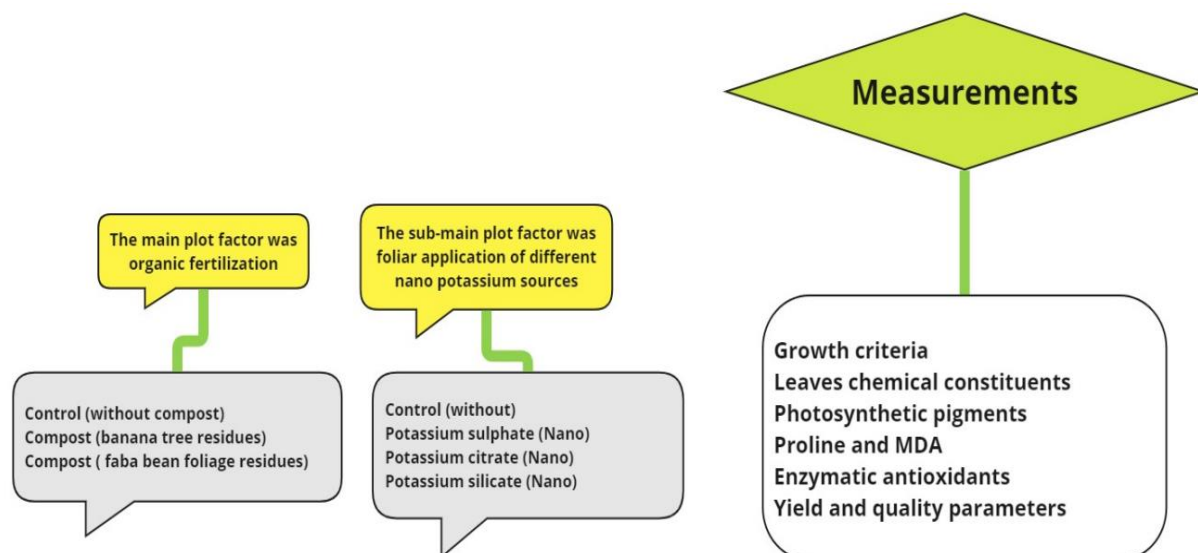 Measurements
The main plot factor was
organic fertilization
The sub-main plot factor was
foliar application of different
nano potassium sources
Control (without compost)
Compost (banana tree residues)
Compost ( faba bean foliage residues)
Control (without)
Potassium sulphate (Nano)
Potassium citrate (Nano)
Potassium silicate (Nano)
Growth criteria
Leaves chemical constituents
Photosynthetic pigments
Proline and MDA
Enzymatic antioxidants
Yield and quality parameters